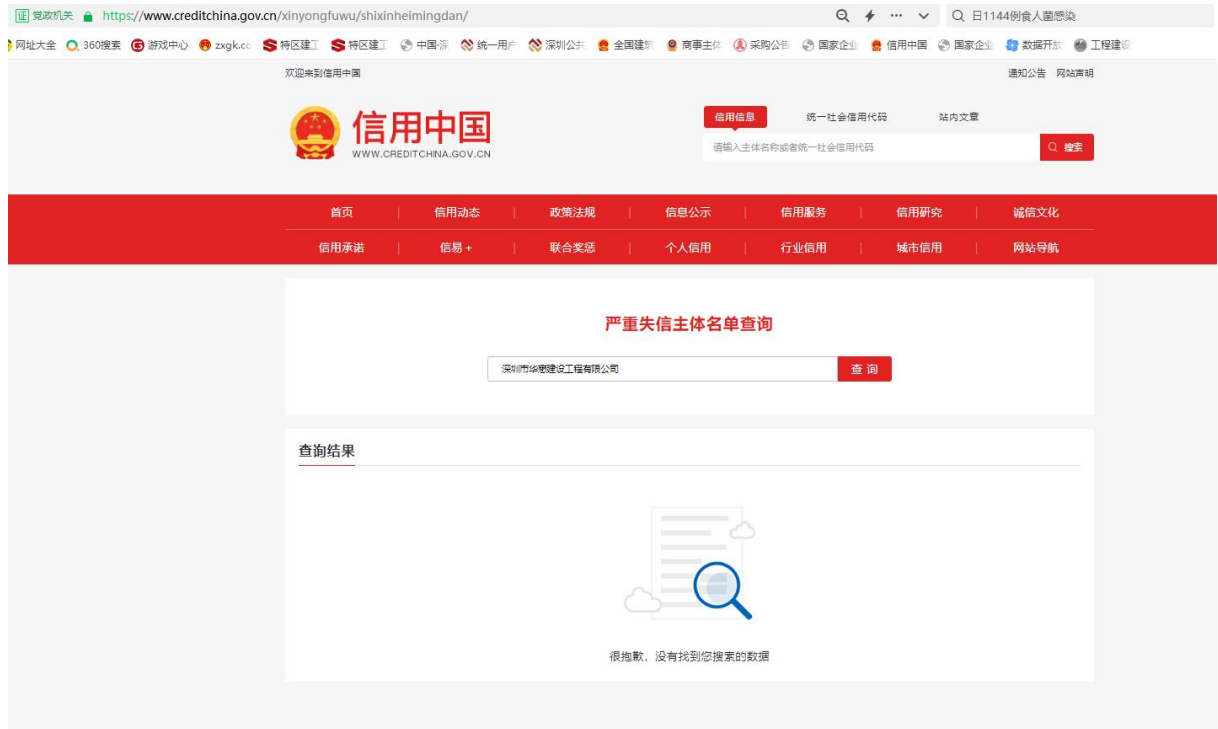 证 党政机关 https://www.creditchina.gov.cn/xinyongfuwu/shixinheimingdan/ 日1144例食人菌感染
网址大全 360搜索 游戏中心 zxgk.cc 特区建工 特区建工 中国·深 统一用户 深圳公共 全国建筑 商事主体 采购公告 国家企业 信用中国 国家企业 数据开放 工程建设
欢迎来到信用中国 通知公告 网站声明
信用信息 统一社会信用代码 站内文章
信用中国
WWW.CREDITCHINA.GOV.CN
请输入主体名称或者统一社会信用代码 搜索
首页 | 信用动态 | 政策法规 | 信息公示 | 信用服务 | 信用研究 | 诚信文化
信用承诺 | 信易+ | 联合奖惩 | 个人信用 | 行业信用 | 城市信用 | 网站导航
严重失信主体名单查询
深圳市华建设工程有限公司 查询
查询结果
很抱歉，没有找到您搜索的数据